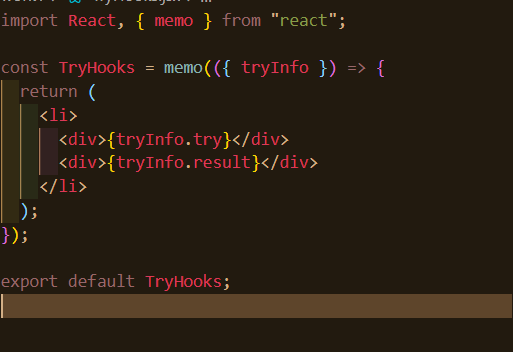 import React, { memo } from "react";
const TryHooks = memo(({ tryInfo }) => {
return (
<li>
<div>{tryInfo.try}</div>
<div>{tryInfo.result}</div>
</li>
);
});
export default TryHooks;